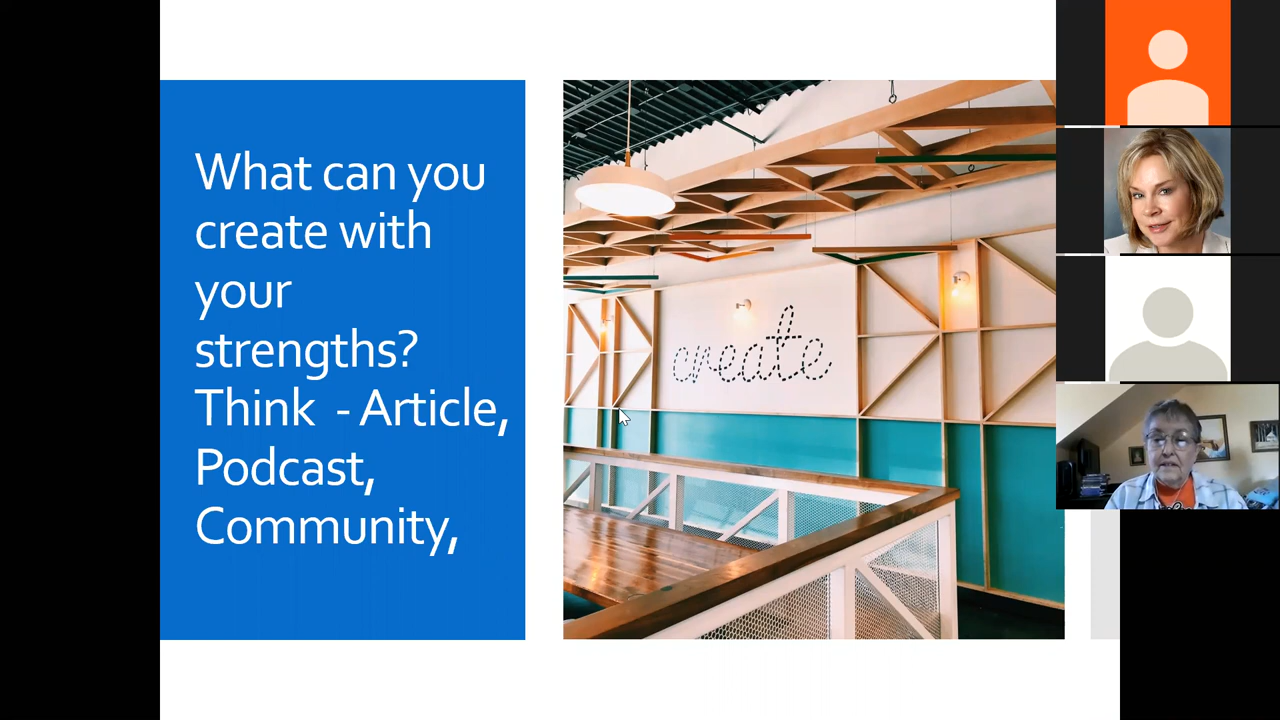 What can you
create with
your
strengths?
Think - Article,
Podcast,
Community,
create